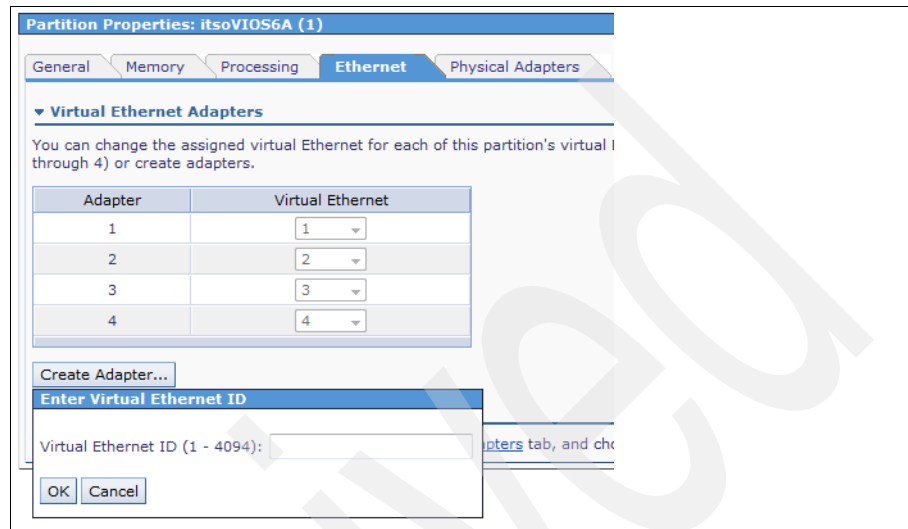 Partition Properties: itsoVIOS6A (1)
General Memory Processing Ethernet Physical Adapters
Virtual Ethernet Adapters
You can change the assigned virtual Ethernet for each of this partition's virtual
through 4) or create adapters.
Adapter Virtual Ethernet
1 1
2 2
3 3
4 4
Create Adapter...
Enter Virtual Ethernet ID
Virtual Ethernet ID (1 - 4094):
apters tab, and cho
OK Cancel